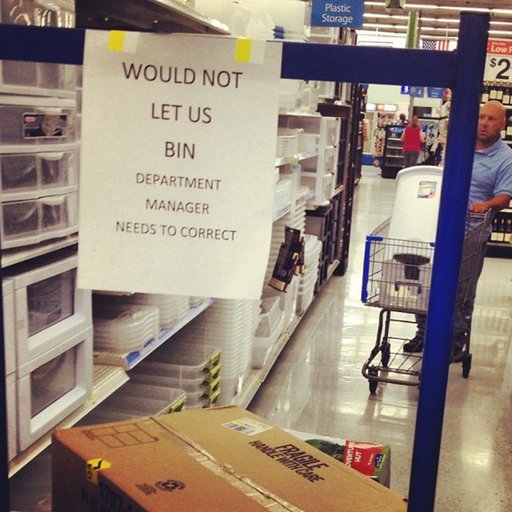 Plastic
Storage
Low
$2
WOULD NOT
LET US
BIN
DEPARTMENT
MANAGER
NEEDS TO CORRECT
FRAGILE
HANDLE WITH CARE